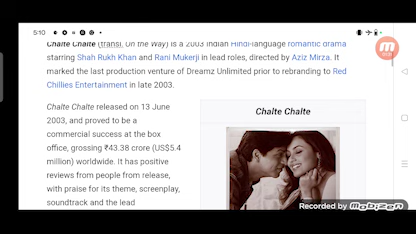 5:10
Chalte Chalte (transl. On the Way) is a 2003 Indian Hindi-language romantic drama
starring Shah Rukh Khan and Rani Mukerji in lead roles, directed by Aziz Mirza. It
marked the last production venture of Dreamz Unlimited prior to rebranding to Red
Chillies Entertainment in late 2003.
Chalte Chalte released on 13 June
2003, and proved to be a
commercial success at the box
office, grossing ₹43.38 crore (US$5.4
million) worldwide. It has positive
reviews from people from release,
with praise for its theme, screenplay,
soundtrack and the lead
Chalte Chalte
Recorded by Mobizen